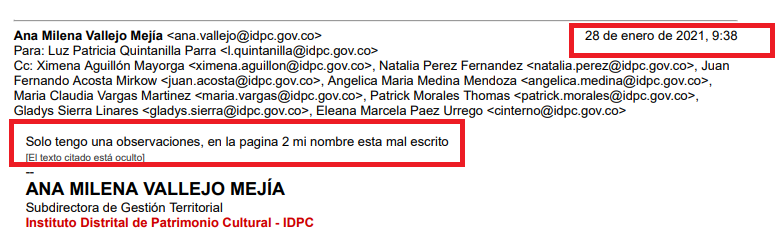 Ana Milena Vallejo Mejía <ana.vallejo@idpc.gov.co> 28 de enero de 2021, 9:38
Para: Luz Patricia Quintanilla Parra <l.quintanilla@idpc.gov.co>
Cc: Ximena Aguillón Mayorga <ximena.aguillon@idpc.gov.co>, Natalia Perez Fernandez <natalia.perez@idpc.gov.co>, Juan
Fernando Acosta Mirkow <juan.acosta@idpc.gov.co>, Angelica Maria Medina Mendoza <angelica.medina@idpc.gov.co>,
Maria Claudia Vargas Martinez <maria.vargas@idpc.gov.co>, Patrick Morales Thomas <patrick.morales@idpc.gov.co>,
Gladys Sierra Linares <gladys.sierra@idpc.gov.co>, Eleana Marcela Paez Urrego <cinterno@idpc.gov.co>
Solo tengo una observaciones, en la pagina 2 mi nombre esta mal escrito
[El texto citado está oculto]
--
ANA MILENA VALLEJO MEJÍA
Subdirectora de Gestión Territorial
Instituto Distrital de Patrimonio Cultural - IDPC